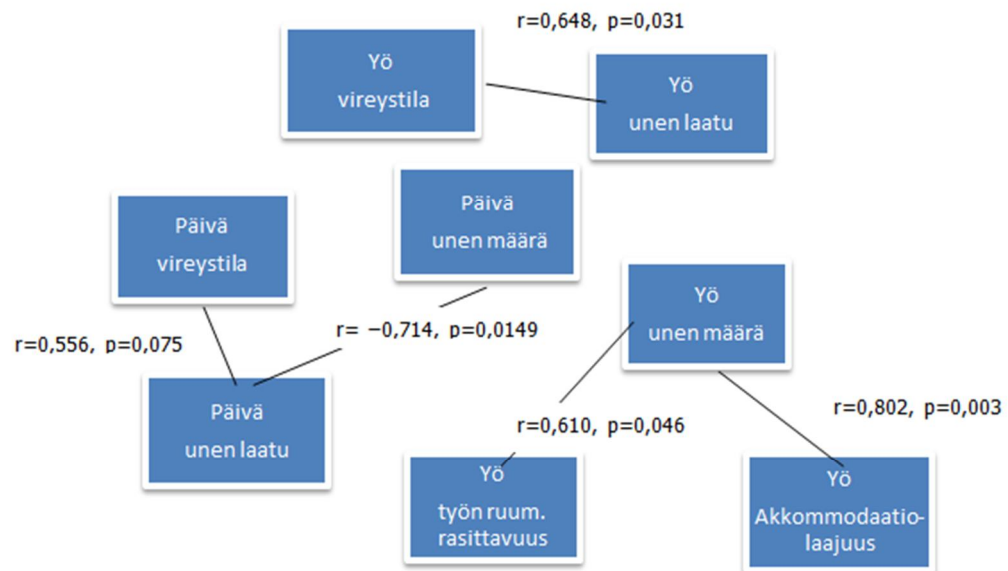 r=0,648, p=0,031
Yö
vireystila
Yö
unen laatu
Päivä
vireystila
Päivä
unen määrä
Yö
unen määrä
r=0,556, p=0,075
r= −0,714, p=0,0149
Päivä
unen laatu
r=0,610, p=0,046
r=0,802, p=0,003
Yö
työn ruum.
rasittavuus
Yö
Akkommodaatio-
laajuus